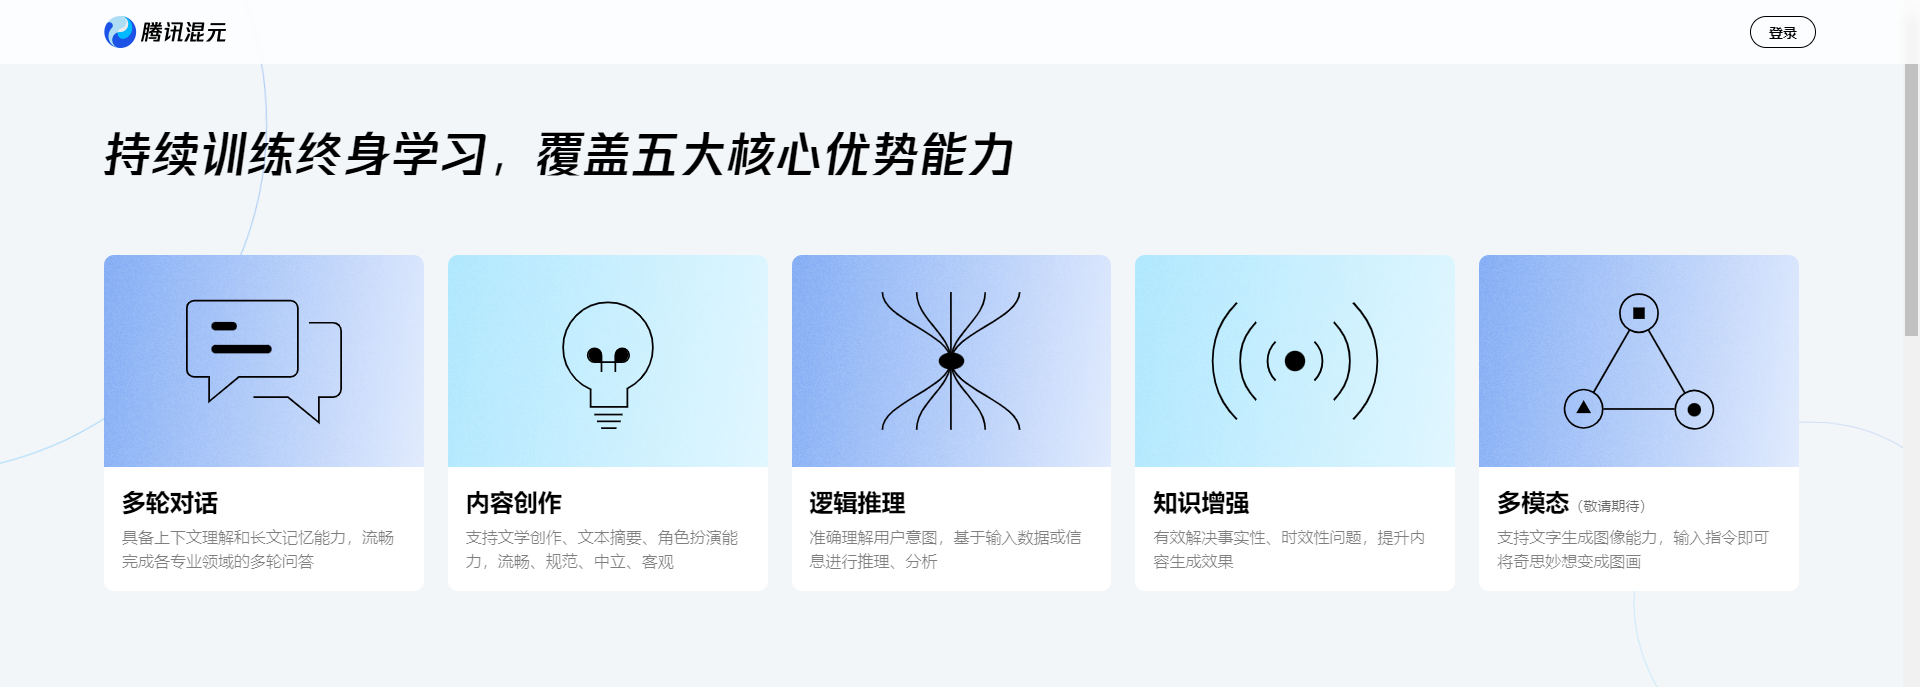 腾讯混元
登录
持续训练终身学习，覆盖五大核心优势能力
多轮对话
具备上下文理解和长文记忆能力，流畅
完成各专业领域的多轮问答
内容创作
支持文学创作、文本摘要、角色扮演能
力，流畅、规范、中立、客观
逻辑推理
准确理解用户意图，基于输入数据或信
息进行推理、分析
知识增强
有效解决事实性、时效性问题，提升内
容生成效果
多模态（敬请期待）
支持文字生成图像能力，输入指令即可
将奇思妙想变成图画